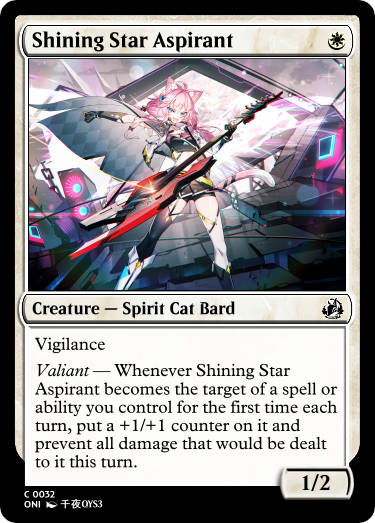 Shining Star Aspirant
Creature — Spirit Cat Bard
Vigilance
Valiant — Whenever Shining Star
Aspirant becomes the target of a spell or
ability you control for the first time each
turn, put a +1/+1 counter on it and
prevent all damage that would be dealt
to it this turn.
1/2
C 0032
ONI 千夜OYS3